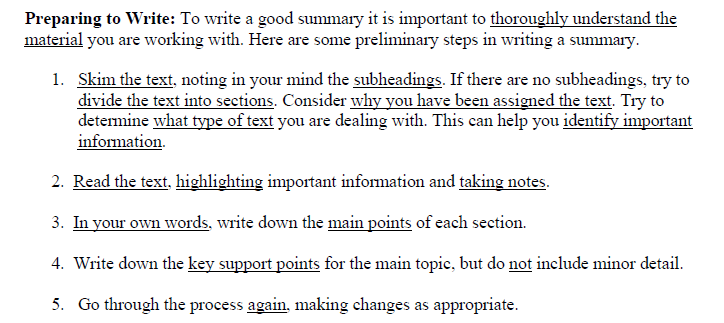 Preparing to Write: To write a good summary it is important to thoroughly understand the
material you are working with. Here are some preliminary steps in writing a summary.
1. Skim the text, noting in your mind the subheadings. If there are no subheadings, try to
divide the text into sections. Consider why you have been assigned the text. Try to
determine what type of text you are dealing with. This can help you identify important
information.
2. Read the text, highlighting important information and taking notes.
3. In your own words, write down the main points of each section.
4. Write down the key support points for the main topic, but do not include minor detail.
5. Go through the process again, making changes as appropriate.